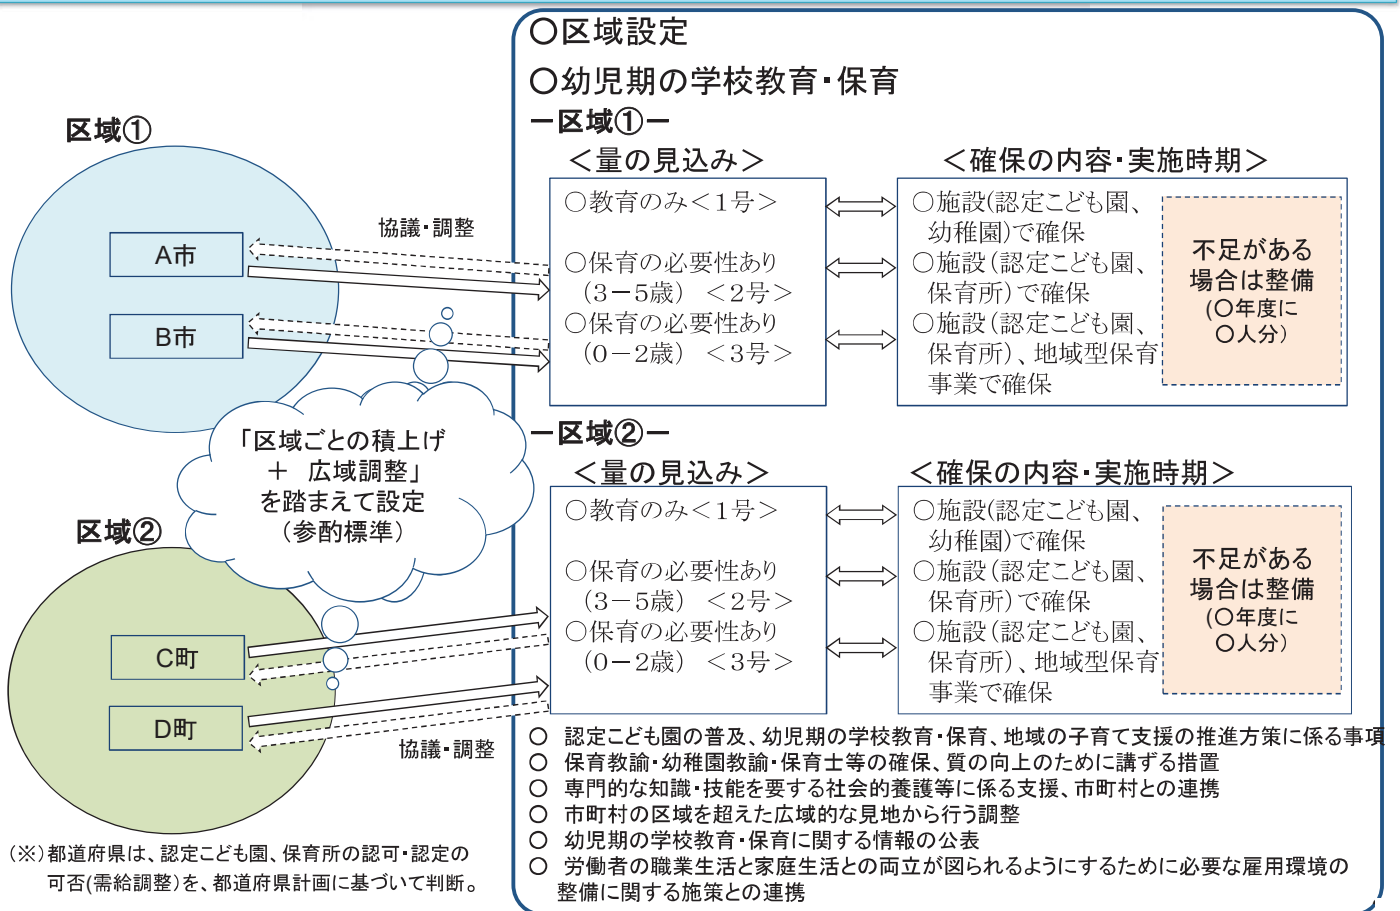 区域①
A市
B市
協議・調整
「区域ごとの積上げ
＋ 広域調整」
を踏まえて設定
（参酌標準）
区域②
C町
D町
協議・調整
（※）都道府県は、認定こども園、保育所の認可・認定の
可否(需給調整)を、都道府県計画に基づいて判断。
○区域設定
○幼児期の学校教育・保育
－区域①－
＜量の見込み＞
○教育のみ＜１号＞
○保育の必要性あり
（３－５歳） ＜２号＞
○保育の必要性あり
（０－２歳） ＜３号＞
＜確保の内容・実施時期＞
○施設(認定こども園、
幼稚園)で確保
○施設（認定こども園、
保育所）で確保
○施設（認定こども園、
保育所）、地域型保育
事業で確保
不足がある
場合は整備
(○年度に
○人分）
－区域②－
＜量の見込み＞
○教育のみ＜１号＞
○保育の必要性あり
（３－５歳） ＜２号＞
○保育の必要性あり
（０－２歳） ＜３号＞
＜確保の内容・実施時期＞
○施設(認定こども園、
幼稚園)で確保
○施設（認定こども園、
保育所）で確保
○施設（認定こども園、
保育所）、地域型保育
事業で確保
不足がある
場合は整備
(○年度に
○人分）
○ 認定こども園の普及、幼児期の学校教育・保育、地域の子育て支援の推進方策に係る事項
○ 保育教諭・幼稚園教諭・保育士等の確保、質の向上のために講ずる措置
○ 専門的な知識・技能を要する社会的養護等に係る支援、市町村との連携
○ 市町村の区域を超えた広域的な見地から行う調整
○ 幼児期の学校教育・保育に関する情報の公表
○ 労働者の職業生活と家庭生活との両立が図られるようにするために必要な雇用環境の
整備に関する施策との連携